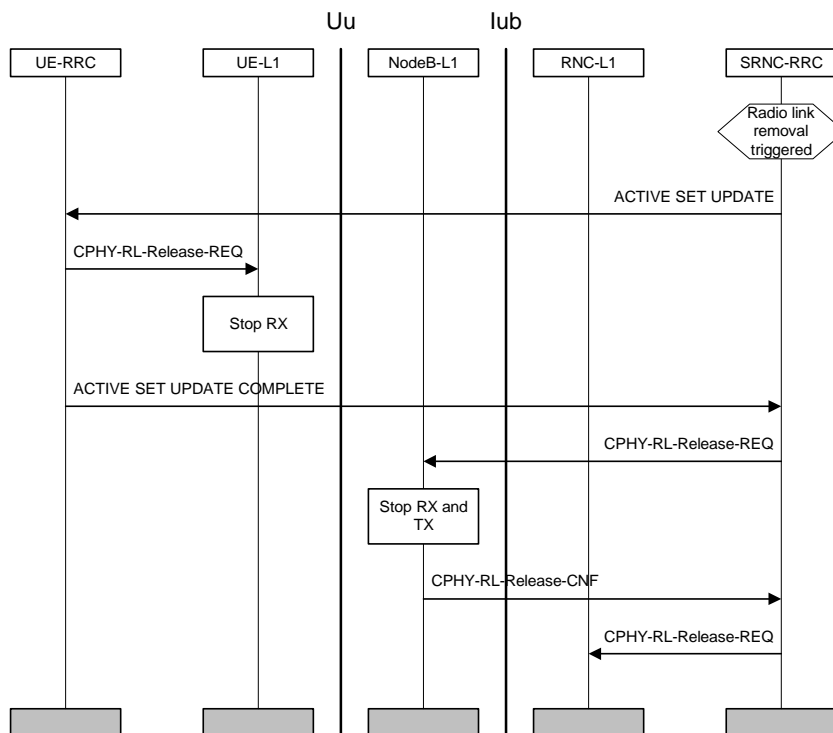 Uu
Iub
UE-RRC
UE-L1
NodeB-L1
RNC-L1
SRNC-RRC
Radio link
removal
triggered
ACTIVE SET UPDATE
CPHY-RL-Release-REQ
Stop RX
ACTIVE SET UPDATE COMPLETE
CPHY-RL-Release-REQ
Stop RX and
TX
CPHY-RL-Release-CNF
CPHY-RL-Release-REQ